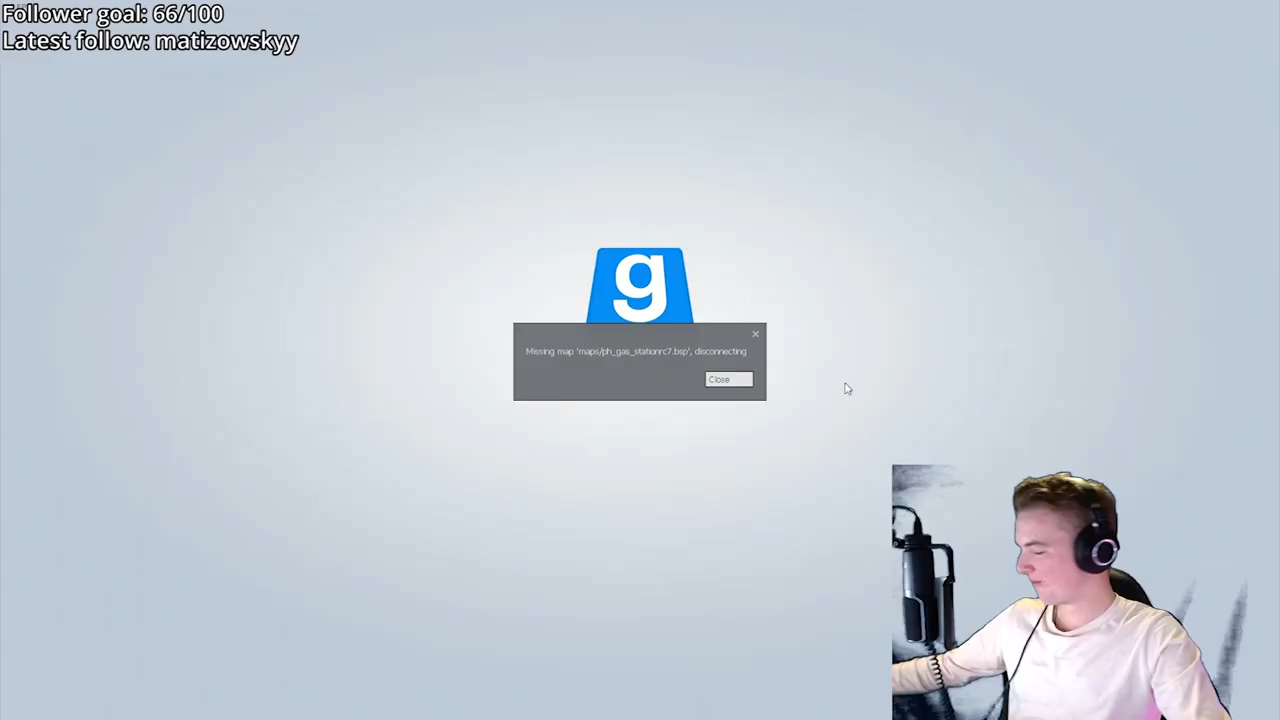 Follower goal: 66/100
Latest follow: matizowskyy
g
Missing map 'maps/ph_gas_stationrc7.bsp', disconnecting
Close